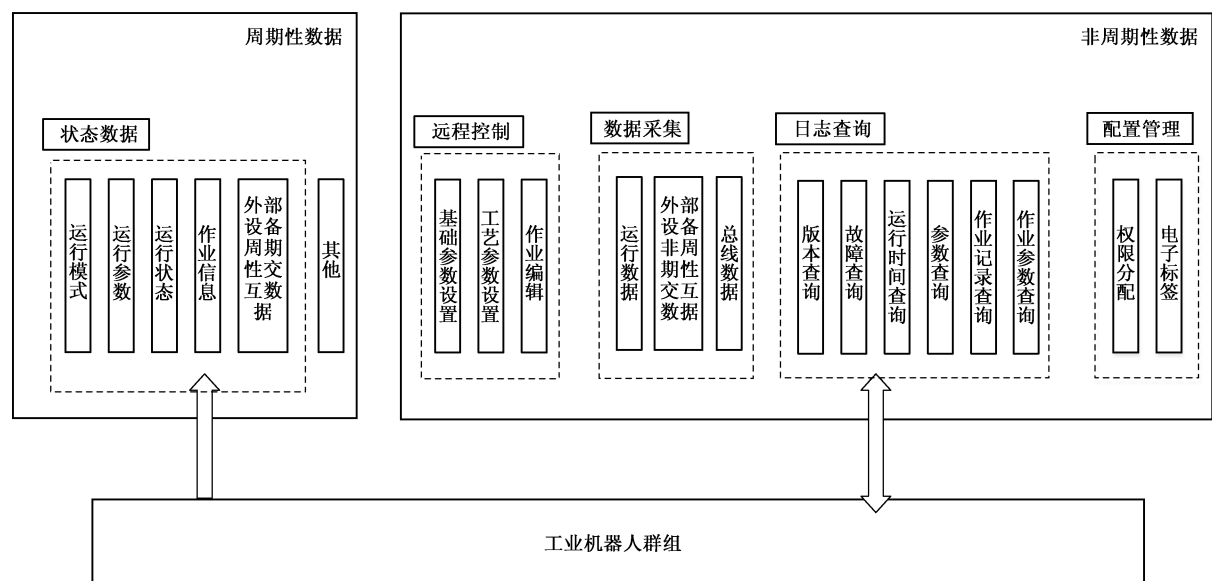 周期性数据
状态数据
运行模式
运行参数
运行状态
作业信息
外部设备周期性交互数据
其他
非周期性数据
远程控制
基础参数设置
工艺参数设置
作业编辑
数据采集
运行数据
外部设备非周期性交互数据
总线数据
日志查询
版本查询
故障查询
运行时间查询
参数查询
作业记录查询
作业参数查询
配置管理
权限分配
电子标签
工业机器人群组